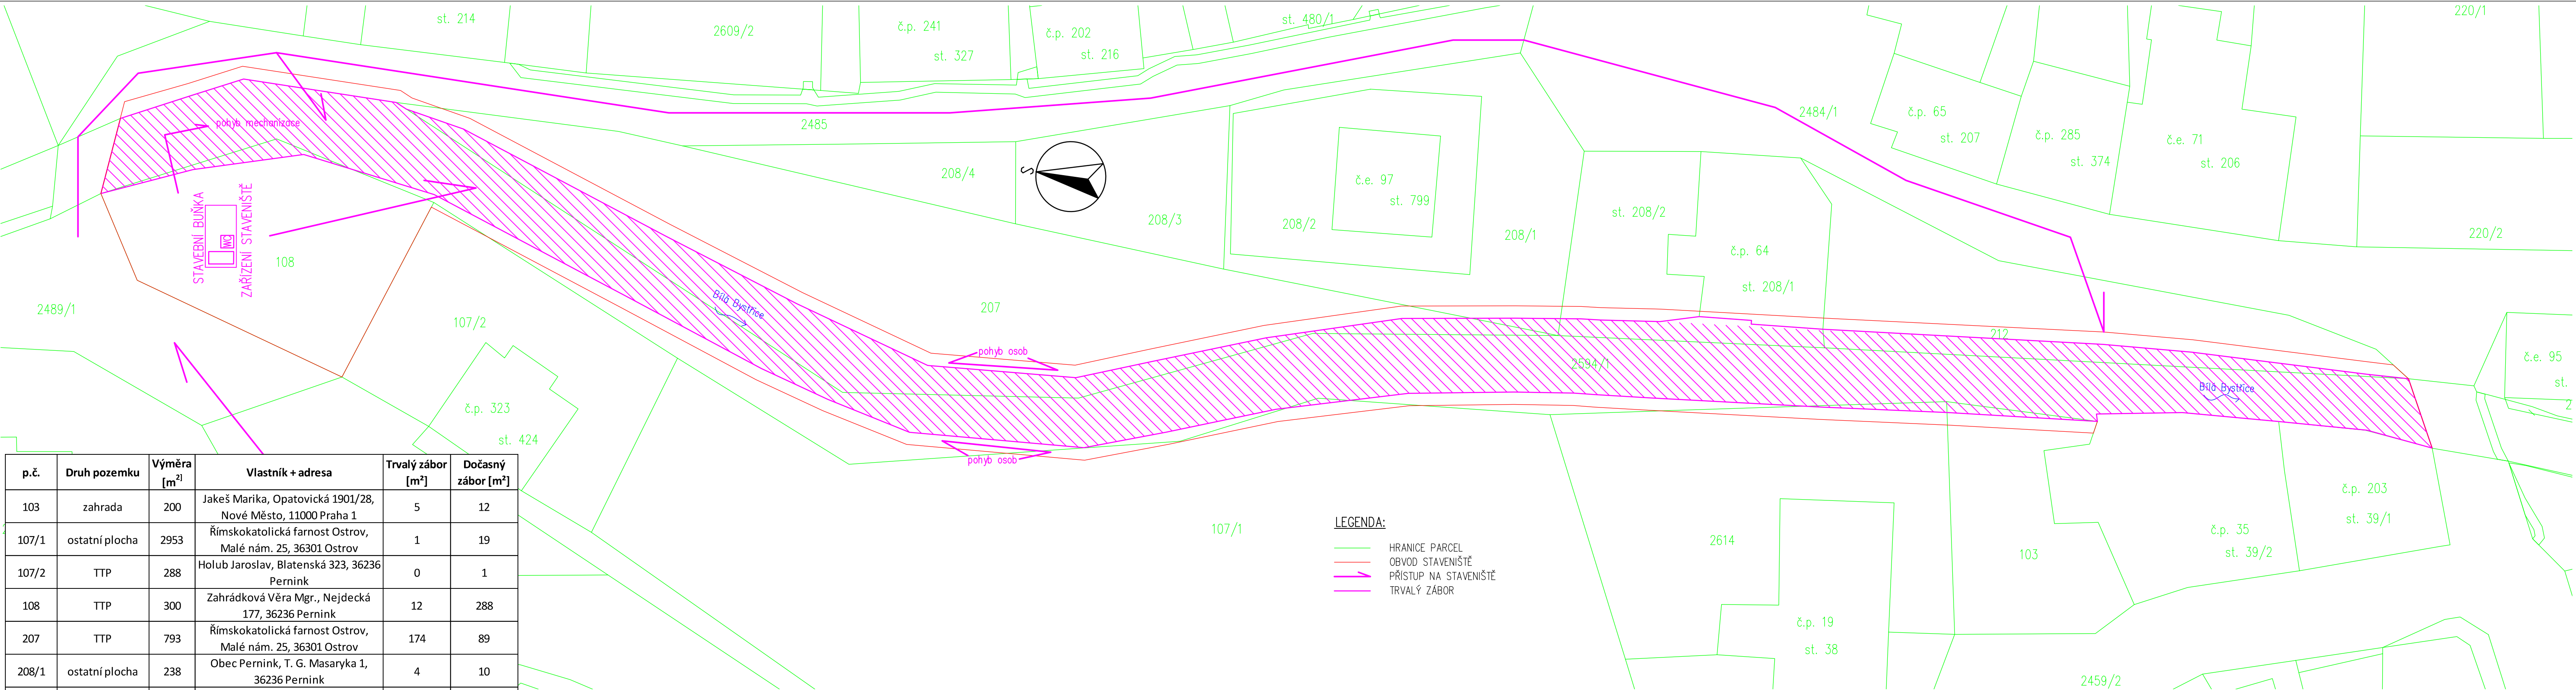 st. 214
2609/2
č.p. 241
st. 327
č.p. 202
st. 216
st. 480/1
220/1
pohyb mechanizace
2485
2484/1
č.p. 65
st. 207
č.p. 285
st. 374
č.e. 71
st. 206
208/4
S
208/3
č.e. 97
st. 799
208/2
208/1
st. 208/2
č.p. 64
st. 208/1
220/2
STAVEBNÍ BUŇKA
WC
ZAŘÍZENÍ STAVENIŠTĚ
108
2489/1
107/2
Bílá Bystřice
207
pohyb osob
2594/1
212
Bílá Bystřice
č.e. 95
st.
2
č.p. 323
st. 424
pohyb osob
107/1
2614
č.p. 19
st. 38
103
č.p. 35
st. 39/2
č.p. 203
st. 39/1
2459/2
LEGENDA:
HRANICE PARCEL
OBVOD STAVENIŠTĚ
PŘÍSTUP NA STAVENIŠTĚ
TRVALÝ ZÁBOR
p.č. Druh pozemku Výměra [m²] Vlastník + adresa Trvalý zábor [m²] Dočasný zábor [m²]
103 zahrada 200 Jakeš Marika, Opatovická 1901/28, Nové Město, 11000 Praha 1 5 12
107/1 ostatní plocha 2953 Římskokatolická farnost Ostrov, Malé nám. 25, 36301 Ostrov 1 19
107/2 TTP 288 Holub Jaroslav, Blatenská 323, 36236 Pernink 0 1
108 TTP 300 Zahrádková Věra Mgr., Nejdecká 177, 36236 Pernink 12 288
207 TTP 793 Římskokatolická farnost Ostrov, Malé nám. 25, 36301 Ostrov 174 89
208/1 ostatní plocha 238 Obec Pernink, T. G. Masaryka 1, 36236 Pernink 4 10